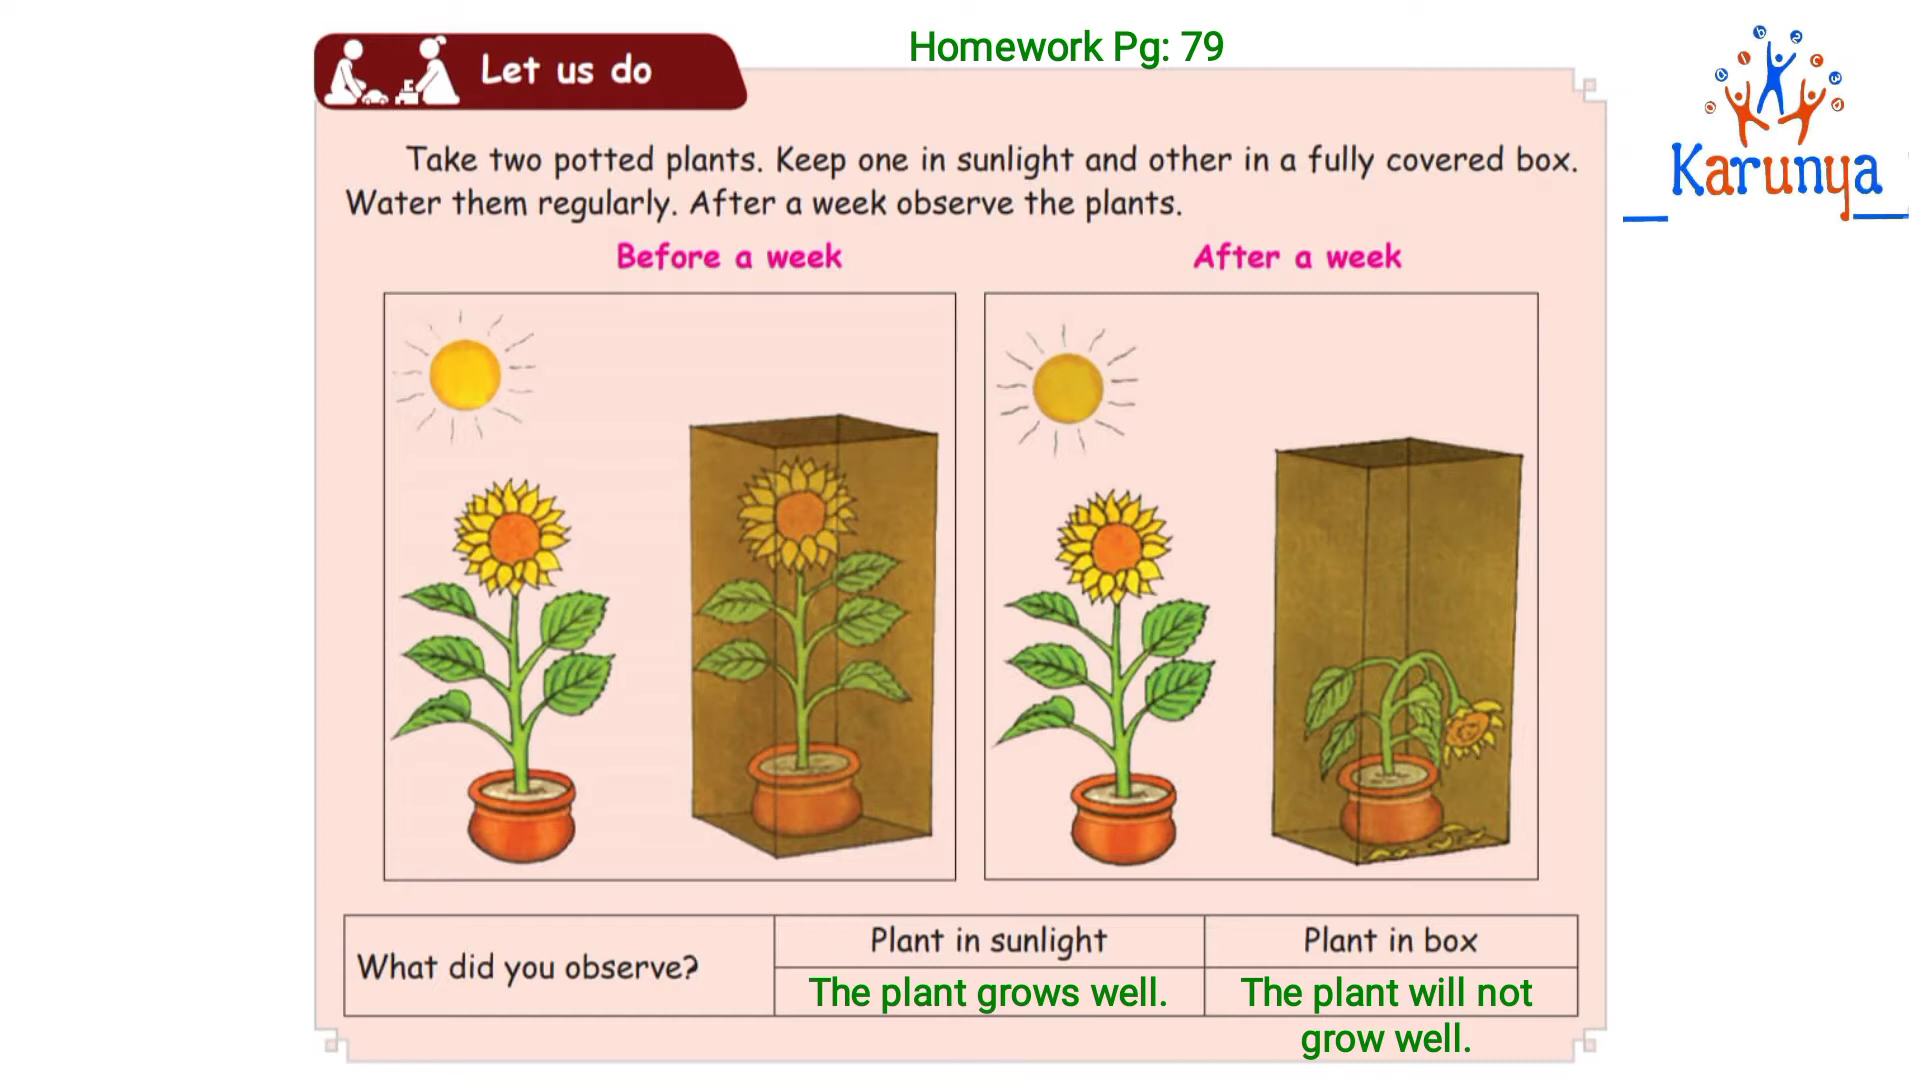 Homework Pg: 79
Let us do
Karunya
Take two potted plants. Keep one in sunlight and other in a fully covered box.
Water them regularly. After a week observe the plants.
Before a week
After a week
What did you observe?
Plant in sunlight
Plant in box
The plant grows well.
The plant will not
grow well.